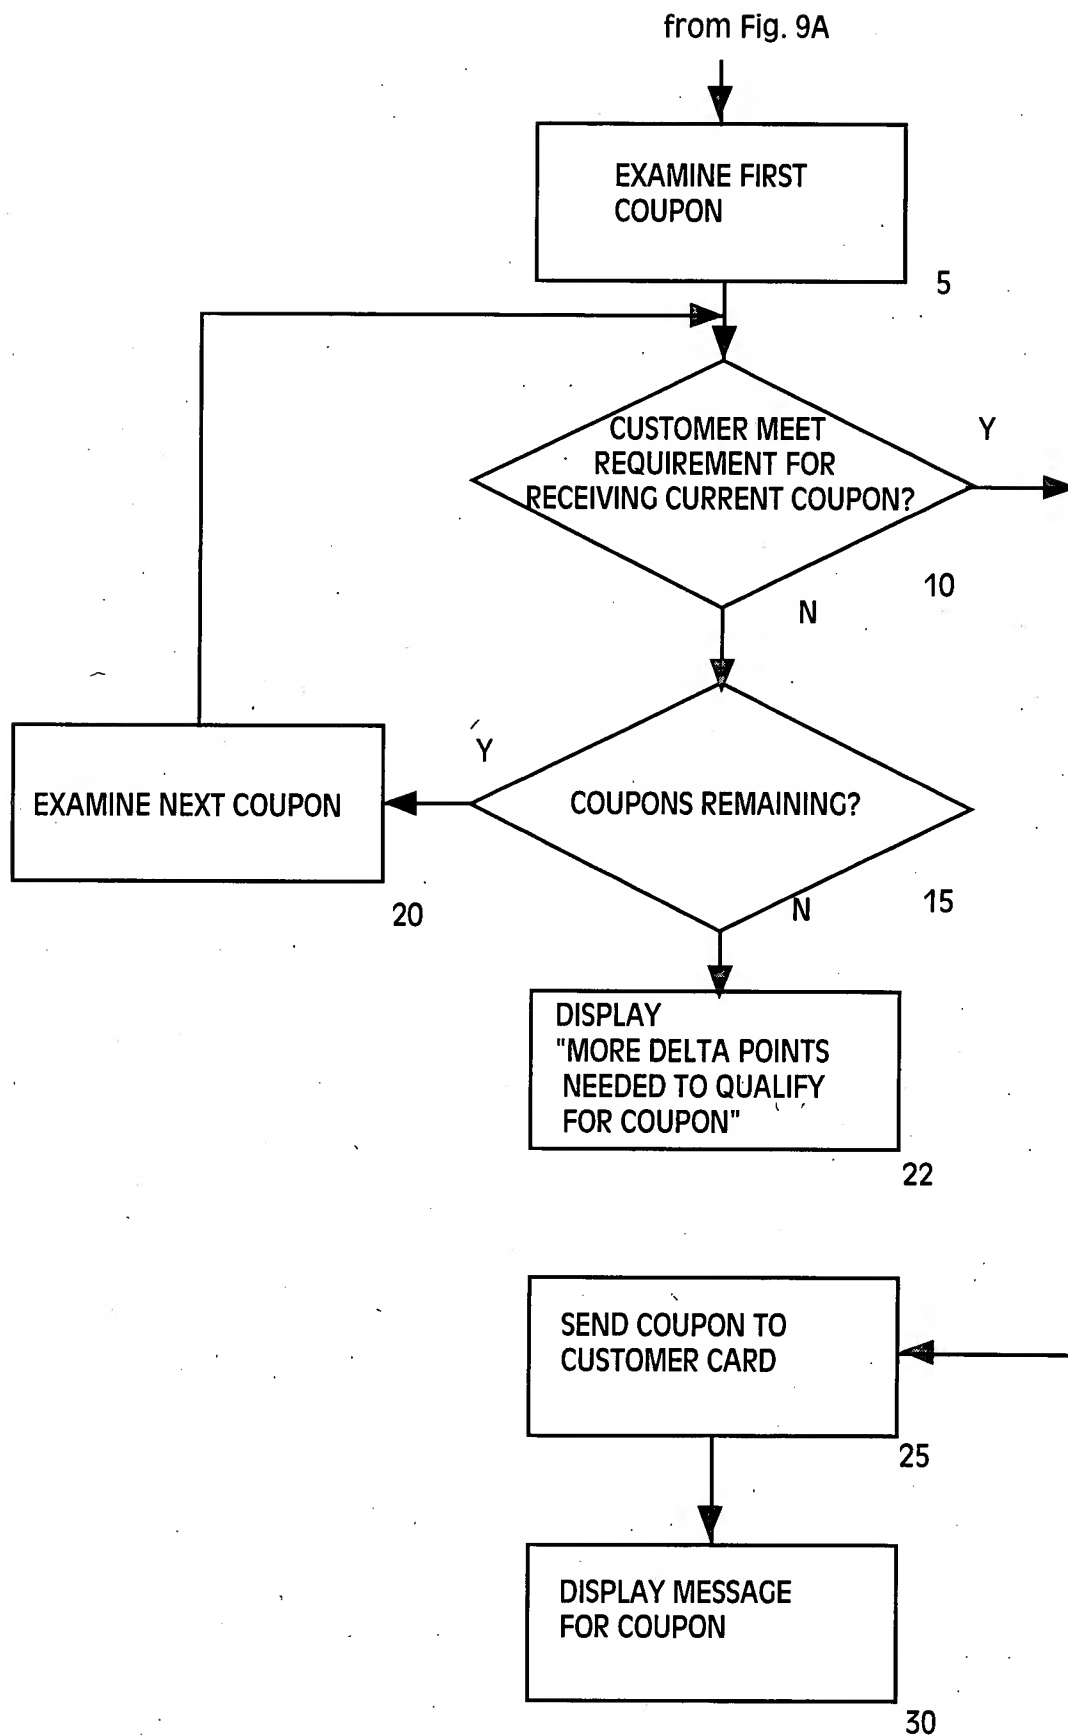 from Fig. 9A
EXAMINE FIRST
COUPON
5
CUSTOMER MEET
REQUIREMENT FOR
RECEIVING CURRENT COUPON?
Y
10
N
Y
EXAMINE NEXT COUPON
COUPONS REMAINING?
20
15
N
DISPLAY
"MORE DELTA POINTS
NEEDED TO QUALIFY
FOR COUPON"
22
SEND COUPON TO
CUSTOMER CARD
25
DISPLAY MESSAGE
FOR COUPON
30